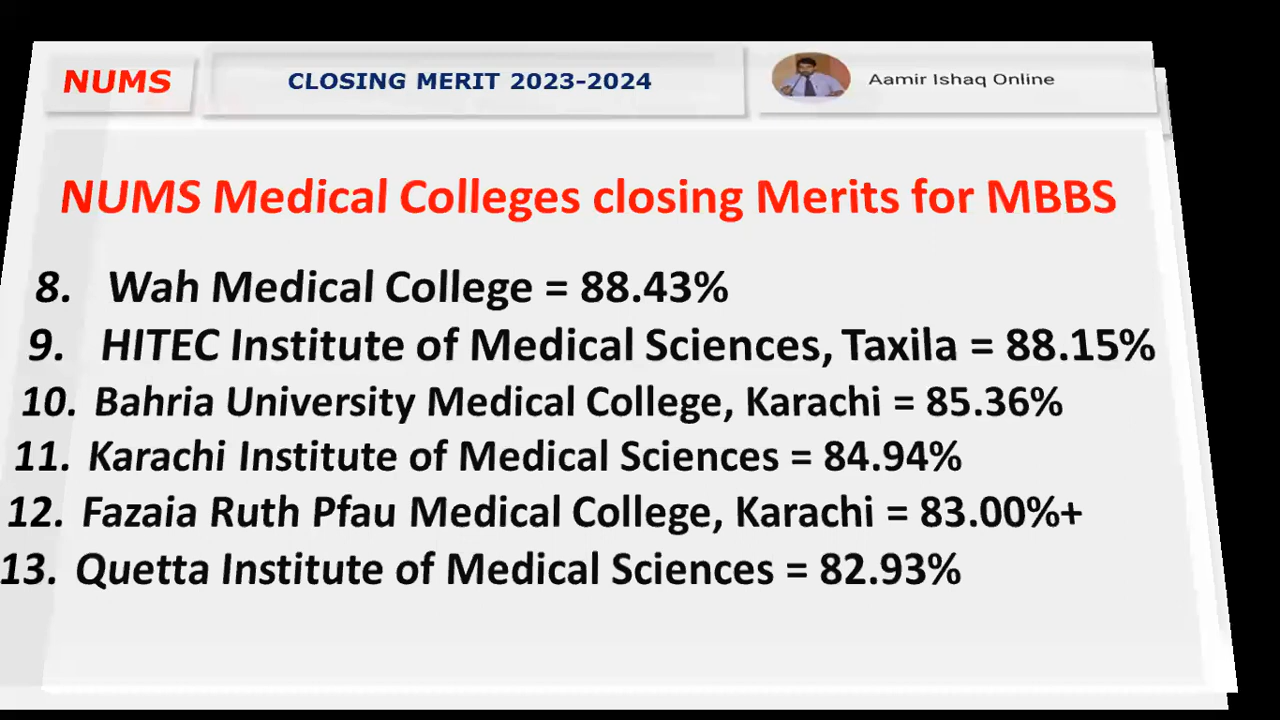 NUMS
CLOSING MERIT 2023-2024
Aamir Ishaq Online
NUMS Medical Colleges closing Merits for MBBS
8. Wah Medical College = 88.43%
9. HITEC Institute of Medical Sciences, Taxila = 88.15%
10. Bahria University Medical College, Karachi = 85.36%
11. Karachi Institute of Medical Sciences = 84.94%
12. Fazaia Ruth Pfau Medical College, Karachi = 83.00%+
13. Quetta Institute of Medical Sciences = 82.93%